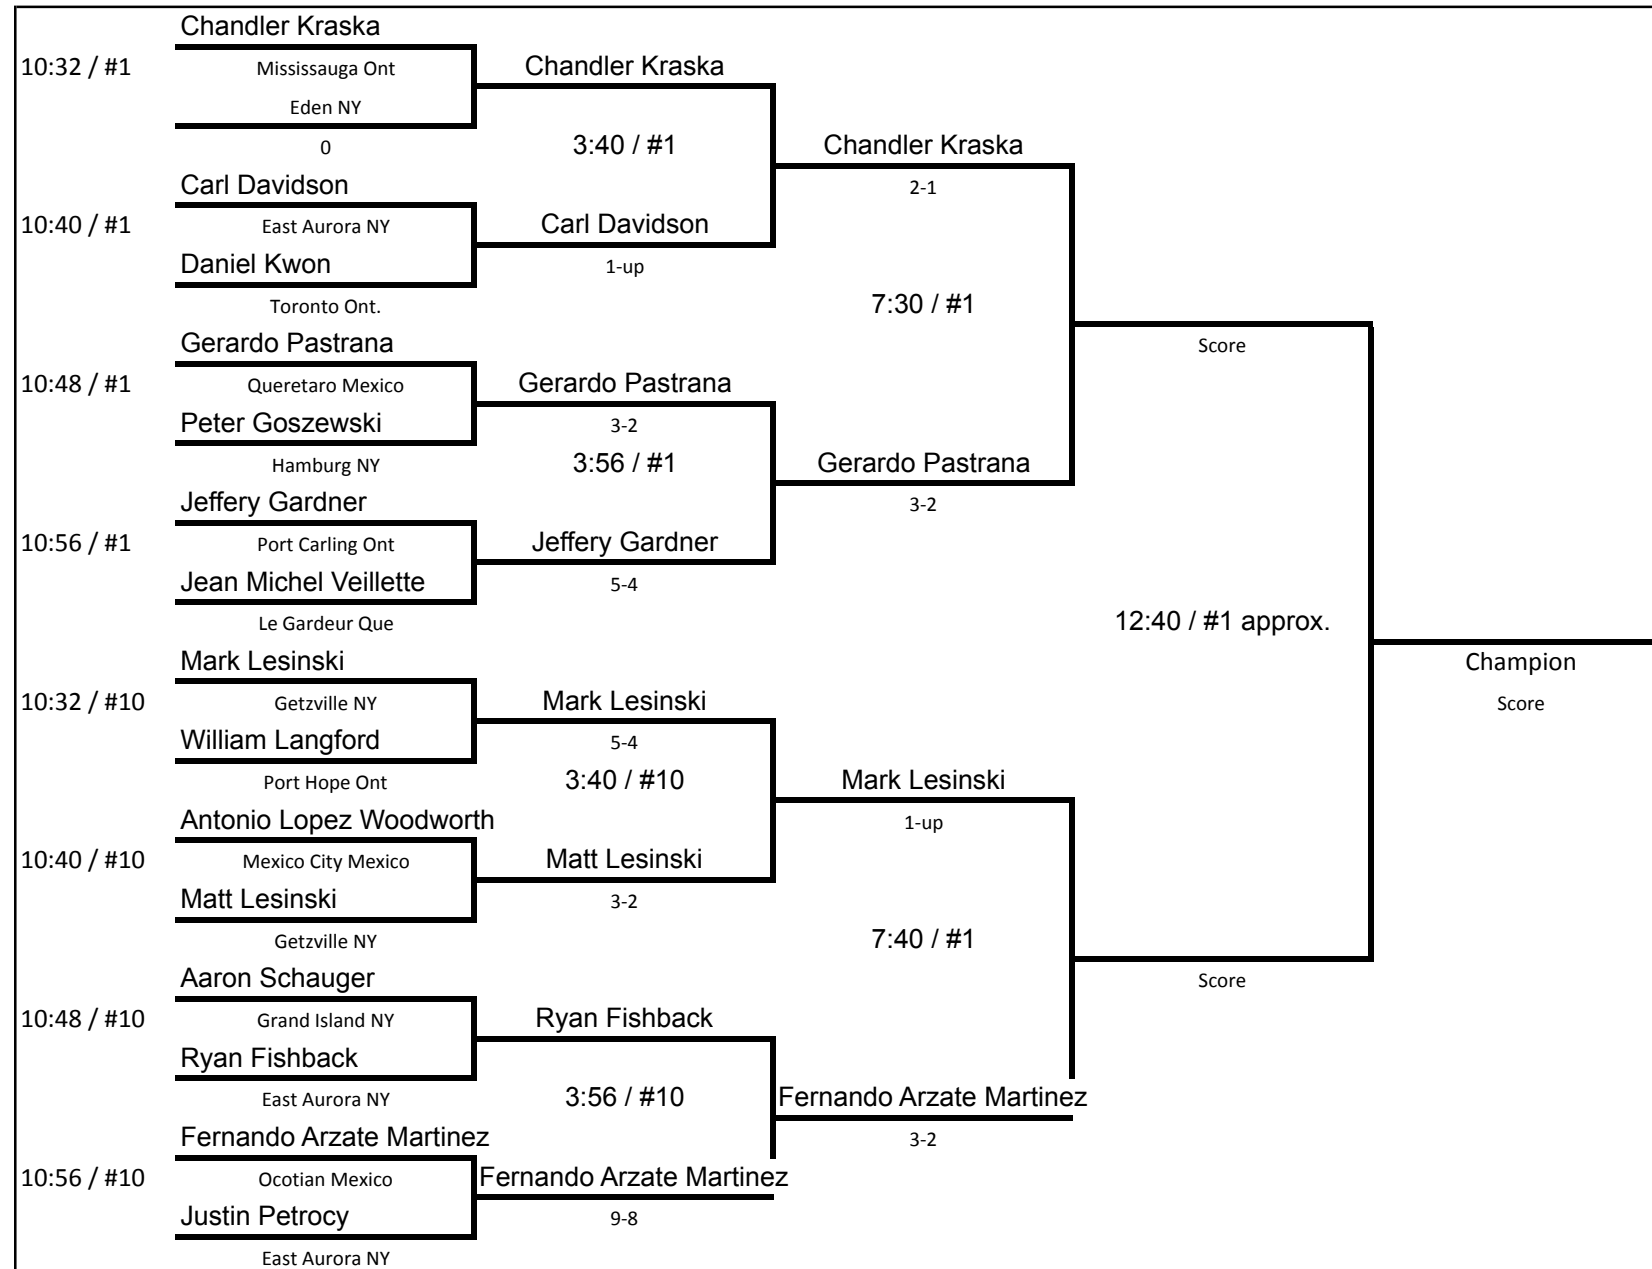 Chandler Kraska
10:32 / #1
Mississauga Ont
Chandler Kraska
Eden NY
0
3:40 / #1
Chandler Kraska
Carl Davidson
2-1
10:40 / #1
East Aurora NY
Carl Davidson
Daniel Kwon
1-up
Toronto Ont.
7:30 / #1
Gerardo Pastrana
Score
10:48 / #1
Queretaro Mexico
Gerardo Pastrana
Peter Goszewski
3-2
Hamburg NY
3:56 / #1
Gerardo Pastrana
Jeffery Gardner
3-2
10:56 / #1
Port Carling Ont
Jeffery Gardner
Jean Michel Veillette
5-4
Le Gardeur Que
12:40 / #1 approx.
Mark Lesinski
Champion
10:32 / #10
Getzville NY
Mark Lesinski
Score
William Langford
5-4
Port Hope Ont
3:40 / #10
Mark Lesinski
Antonio Lopez Woodworth
1-up
10:40 / #10
Mexico City Mexico
Matt Lesinski
Matt Lesinski
3-2
Getzville NY
7:40 / #1
Aaron Schauger
Score
10:48 / #10
Grand Island NY
Ryan Fishback
Ryan Fishback
East Aurora NY
3:56 / #10
Fernando Arzate Martinez
Fernando Arzate Martinez
3-2
10:56 / #10
Ocotian Mexico
Fernando Arzate Martinez
Justin Petrocy
9-8
East Aurora NY